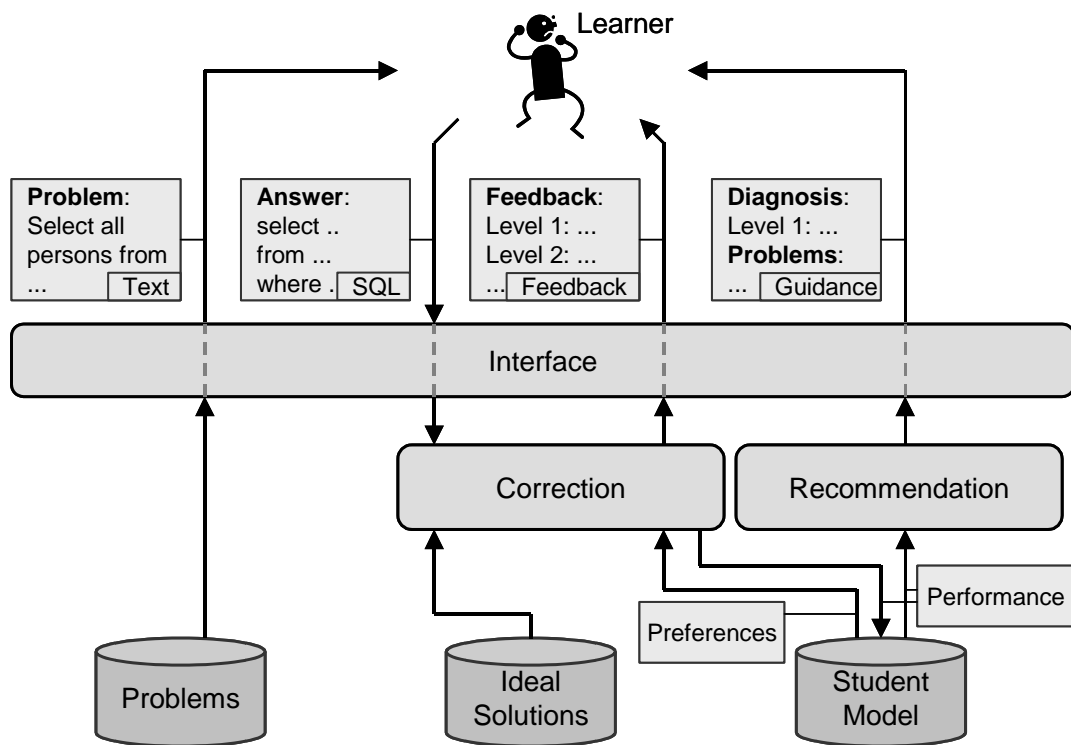 Learner
Problem:
Select all
persons from
...
Text
Answer:
select ..
from ...
where .
SQL
Feedback:
Level 1: ...
Level 2: ...
...
Feedback
Diagnosis:
Level 1: ...
Problems:
...
Guidance
Interface
Correction
Recommendation
Preferences
Performance
Problems
Ideal
Solutions
Student
Model